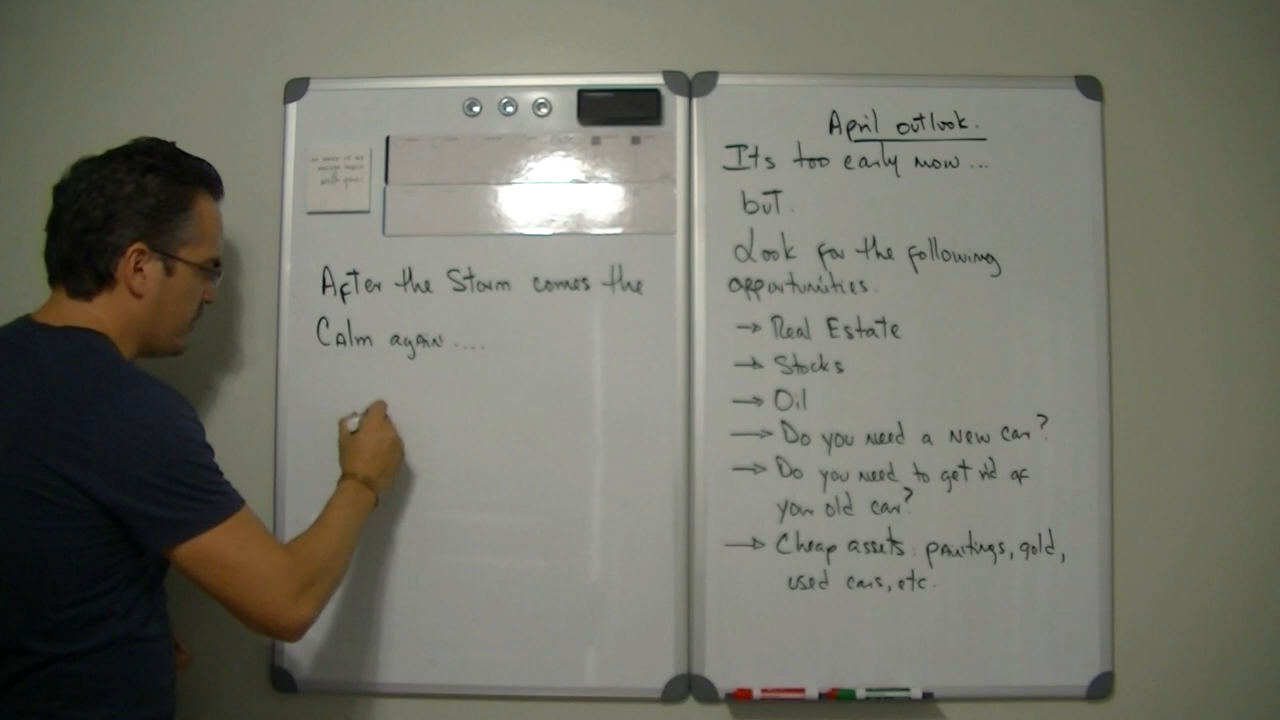 After the Storm comes the
Calm again....
April outlook.
It's too early now...
but.
Look for the following
opportunities.
→ Real Estate
→ Stocks
→ Oil
→ Do you need a new car?
→ Do you need to get rid of
your old car?
→ Cheap assets: paintings, gold,
used cars, etc.